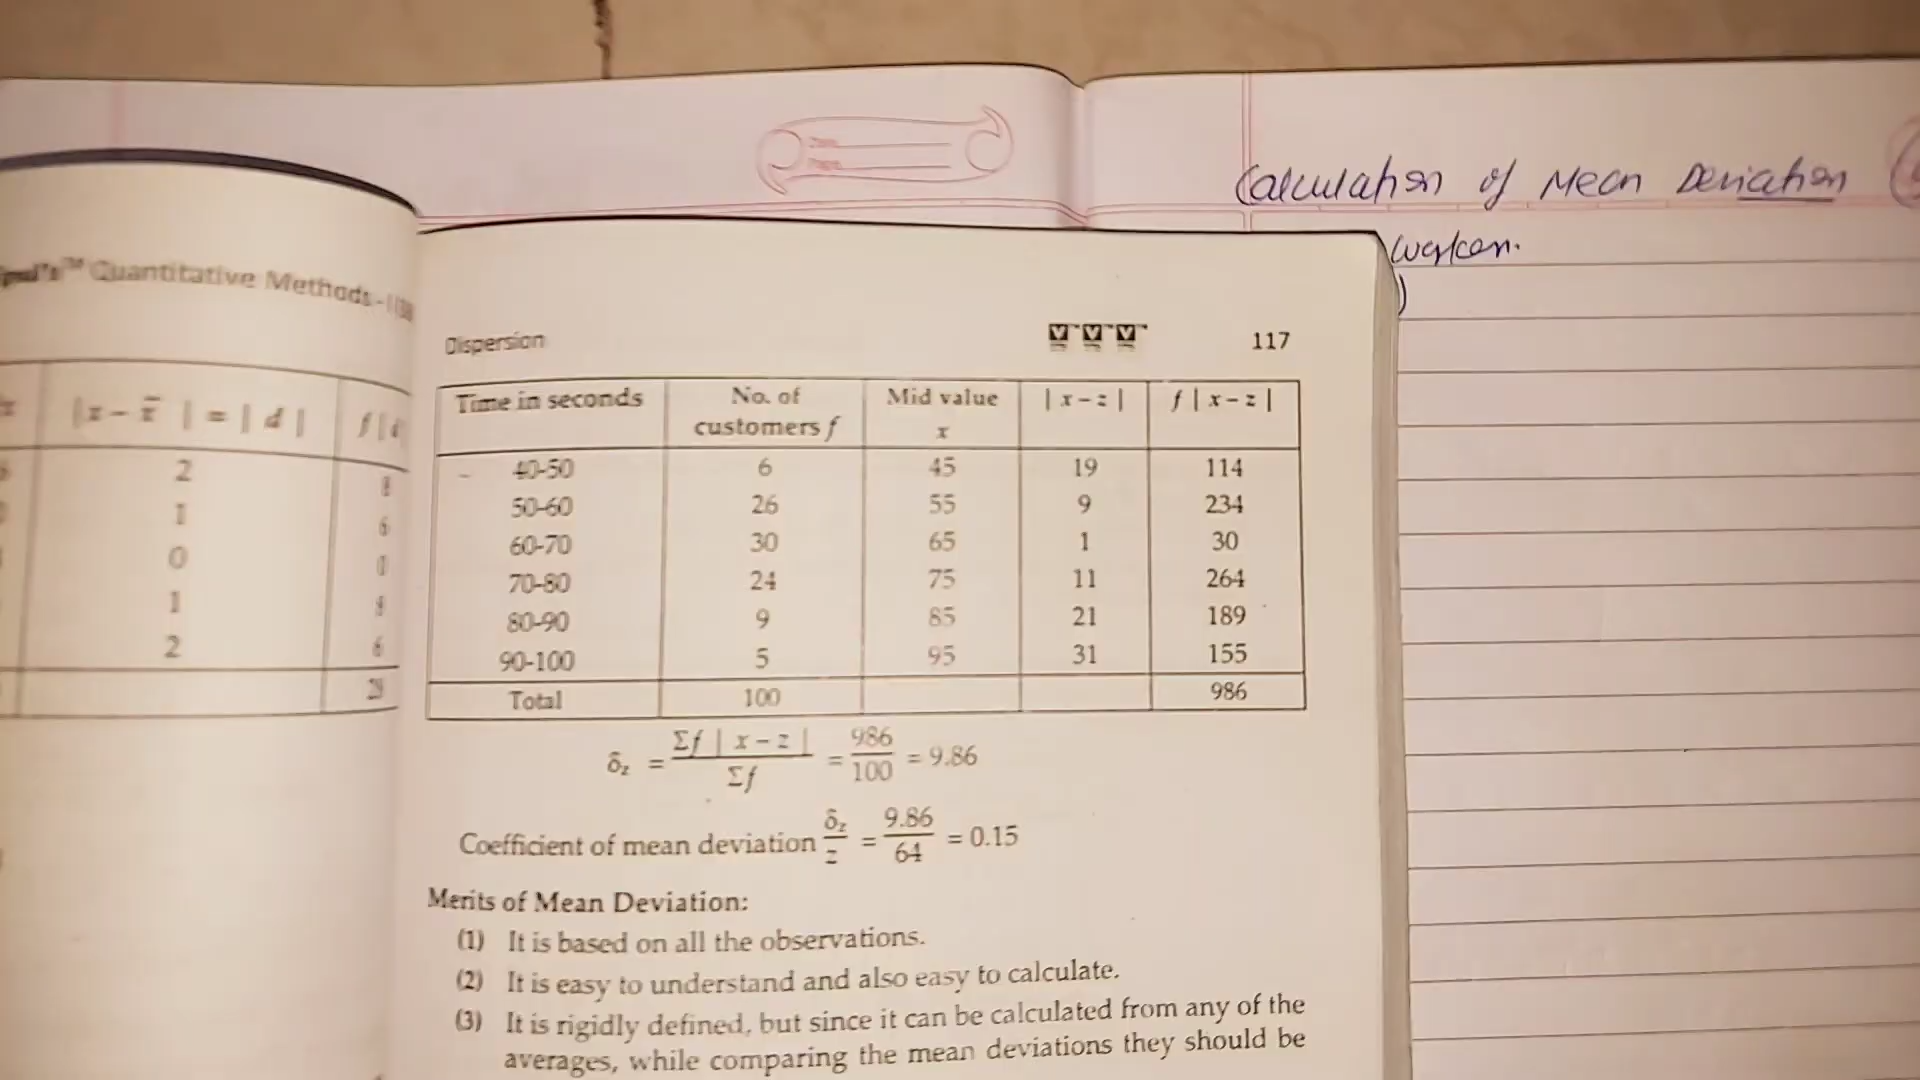 Calculation of Mean Deviation
Quantitative Methods -
|x - x̄| = |d|
2
1
0
1
2
Dispersion 117
Time in seconds No. of customers f Mid value x |x-z| f|x-z|
40-50 6 45 19 114
50-60 26 55 9 234
60-70 30 65 1 30
70-80 24 75 11 264
80-90 9 85 21 189
90-100 5 95 31 155
Total 100 986
δz = Σf|x-z| / Σf = 986/100 = 9.86
Coefficient of mean deviation δz/z = 9.86/64 = 0.15
Merits of Mean Deviation:
(1) It is based on all the observations.
(2) It is easy to understand and also easy to calculate.
(3) It is rigidly defined, but since it can be calculated from any of the
averages, while comparing the mean deviations they should be